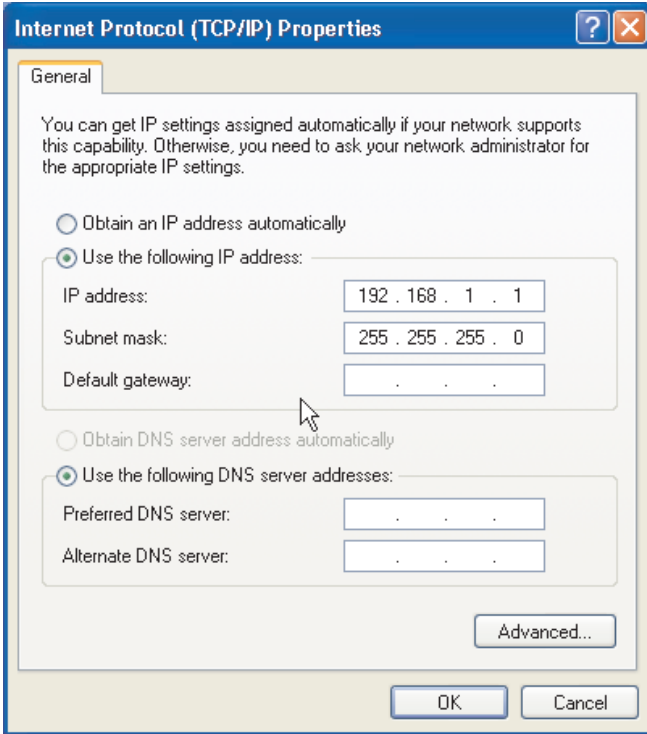 Internet Protocol (TCP/IP) Properties
General
You can get IP settings assigned automatically if your network supports
this capability. Otherwise, you need to ask your network administrator for
the appropriate IP settings.
Obtain an IP address automatically
Use the following IP address:
IP address: 192 . 168 . 1 . 1
Subnet mask: 255 . 255 . 255 . 0
Default gateway: . . .
Obtain DNS server address automatically
Use the following DNS server addresses:
Preferred DNS server: . . .
Alternate DNS server: . . .
Advanced...
OK Cancel